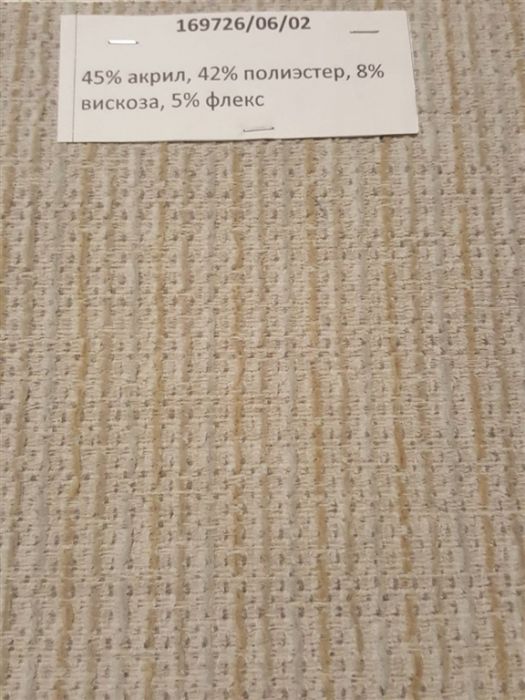 169726/06/02
45% акрил, 42% полиэстер, 8%
вискоза, 5% флекс